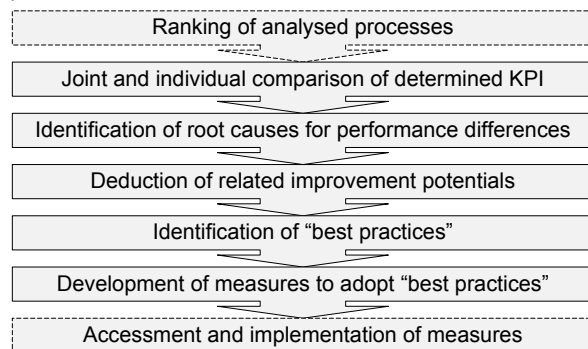 Ranking of analysed processes
Joint and individual comparison of determined KPI
Identification of root causes for performance differences
Deduction of related improvement potentials
Identification of “best practices”
Development of measures to adopt “best practices”
Accessment and implementation of measures